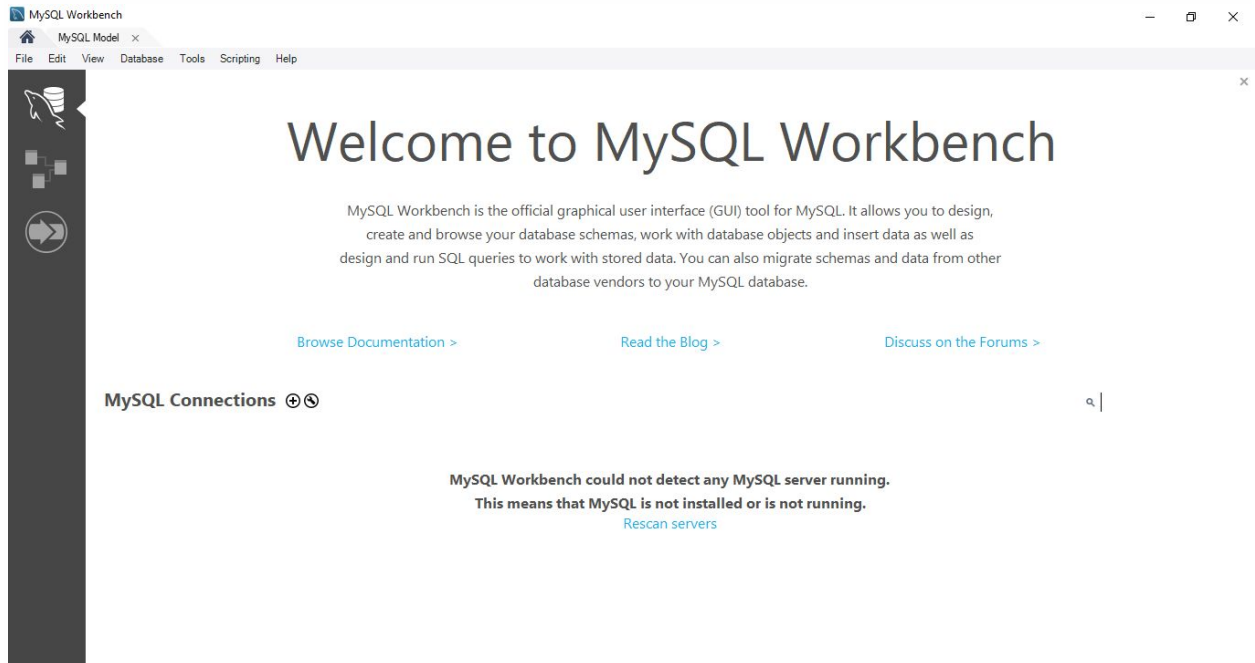 MySQL Workbench
MySQL Model
File Edit View Database Tools Scripting Help
Welcome to MySQL Workbench
MySQL Workbench is the official graphical user interface (GUI) tool for MySQL. It allows you to design,
create and browse your database schemas, work with database objects and insert data as well as
design and run SQL queries to work with stored data. You can also migrate schemas and data from other
database vendors to your MySQL database.
Browse Documentation > Read the Blog > Discuss on the Forums >
MySQL Connections
MySQL Workbench could not detect any MySQL server running.
This means that MySQL is not installed or is not running.
Rescan servers